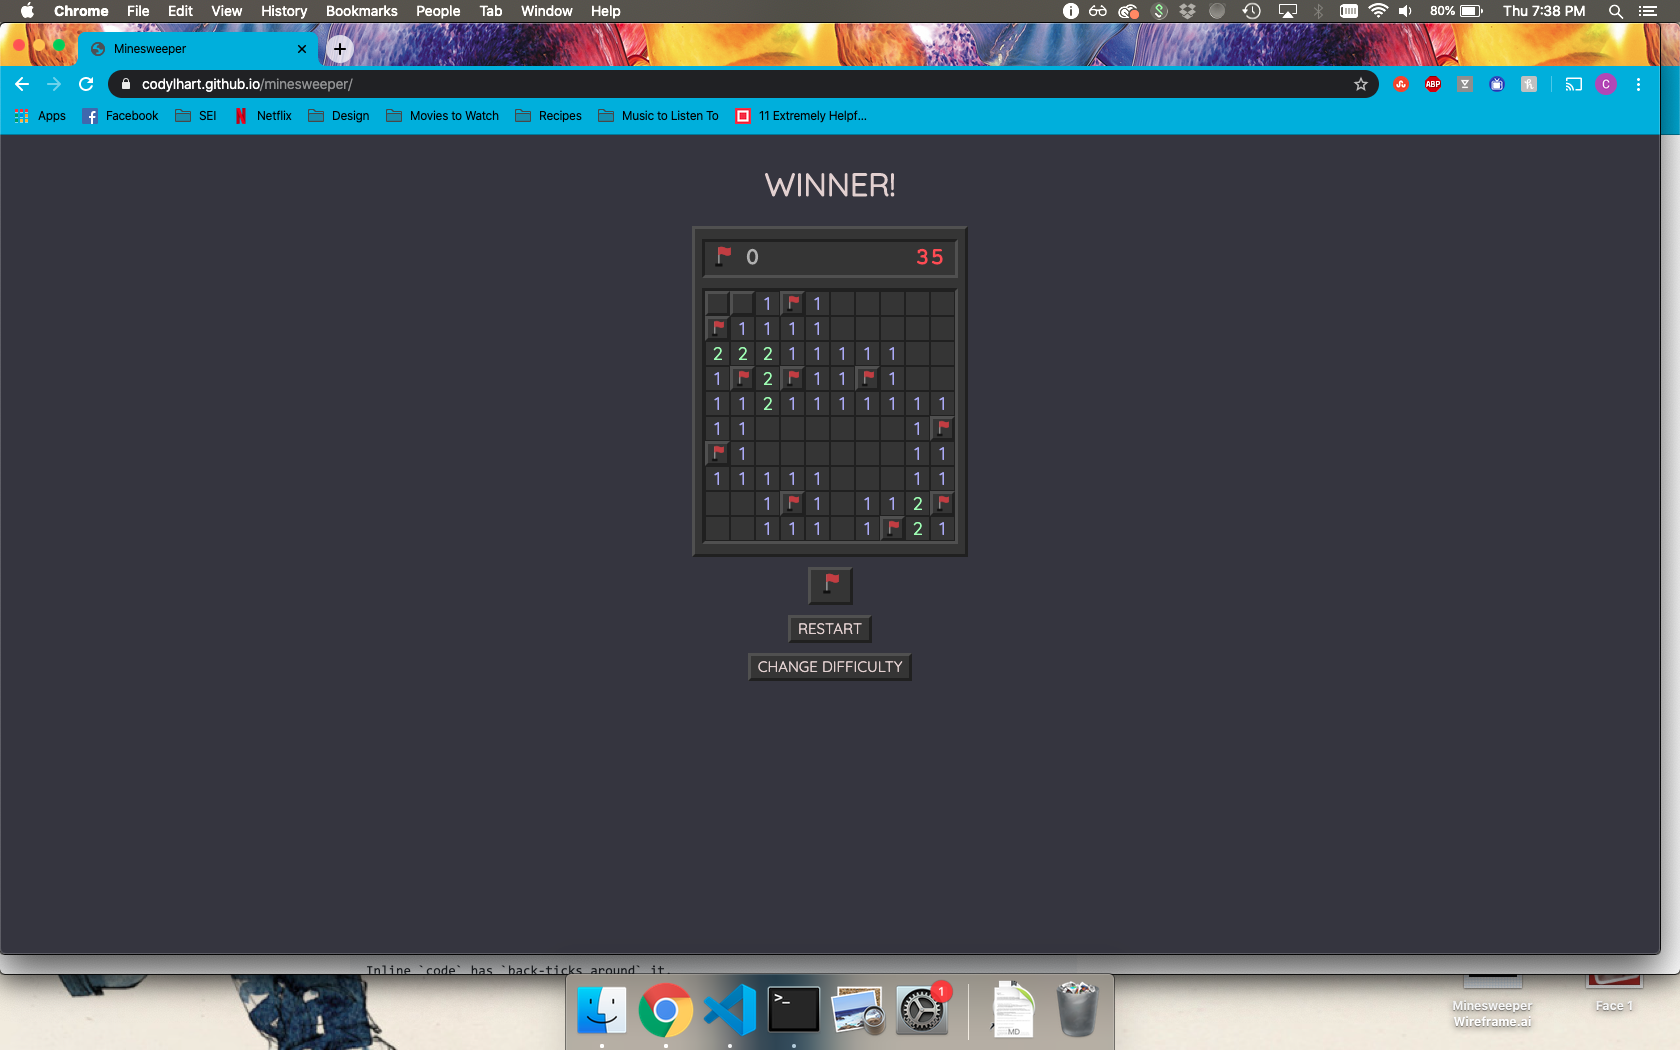 Chrome File Edit View History Bookmarks People Tab Window Help 80% Thu 7:38 PM
Minesweeper
codylhart.github.io/minesweeper/ ABP C
Apps Facebook SEI Netflix Design Movies to Watch Recipes Music to Listen To 11 Extremely Helpf...
WINNER!
0 35
1 1
1 1 1 1
2 2 2 1 1 1 1 1
1 2 1 1 1
1 1 2 1 1 1 1 1 1 1
1 1 1
1 1 1
1 1 1 1 1 1 1
1 1 1 1 2
1 1 1 1 2 1
RESTART
CHANGE DIFFICULTY
Inline `code` has `back-ticks around` it.
1
>_
MD
Minesweeper
Wireframe.ai
Face 1